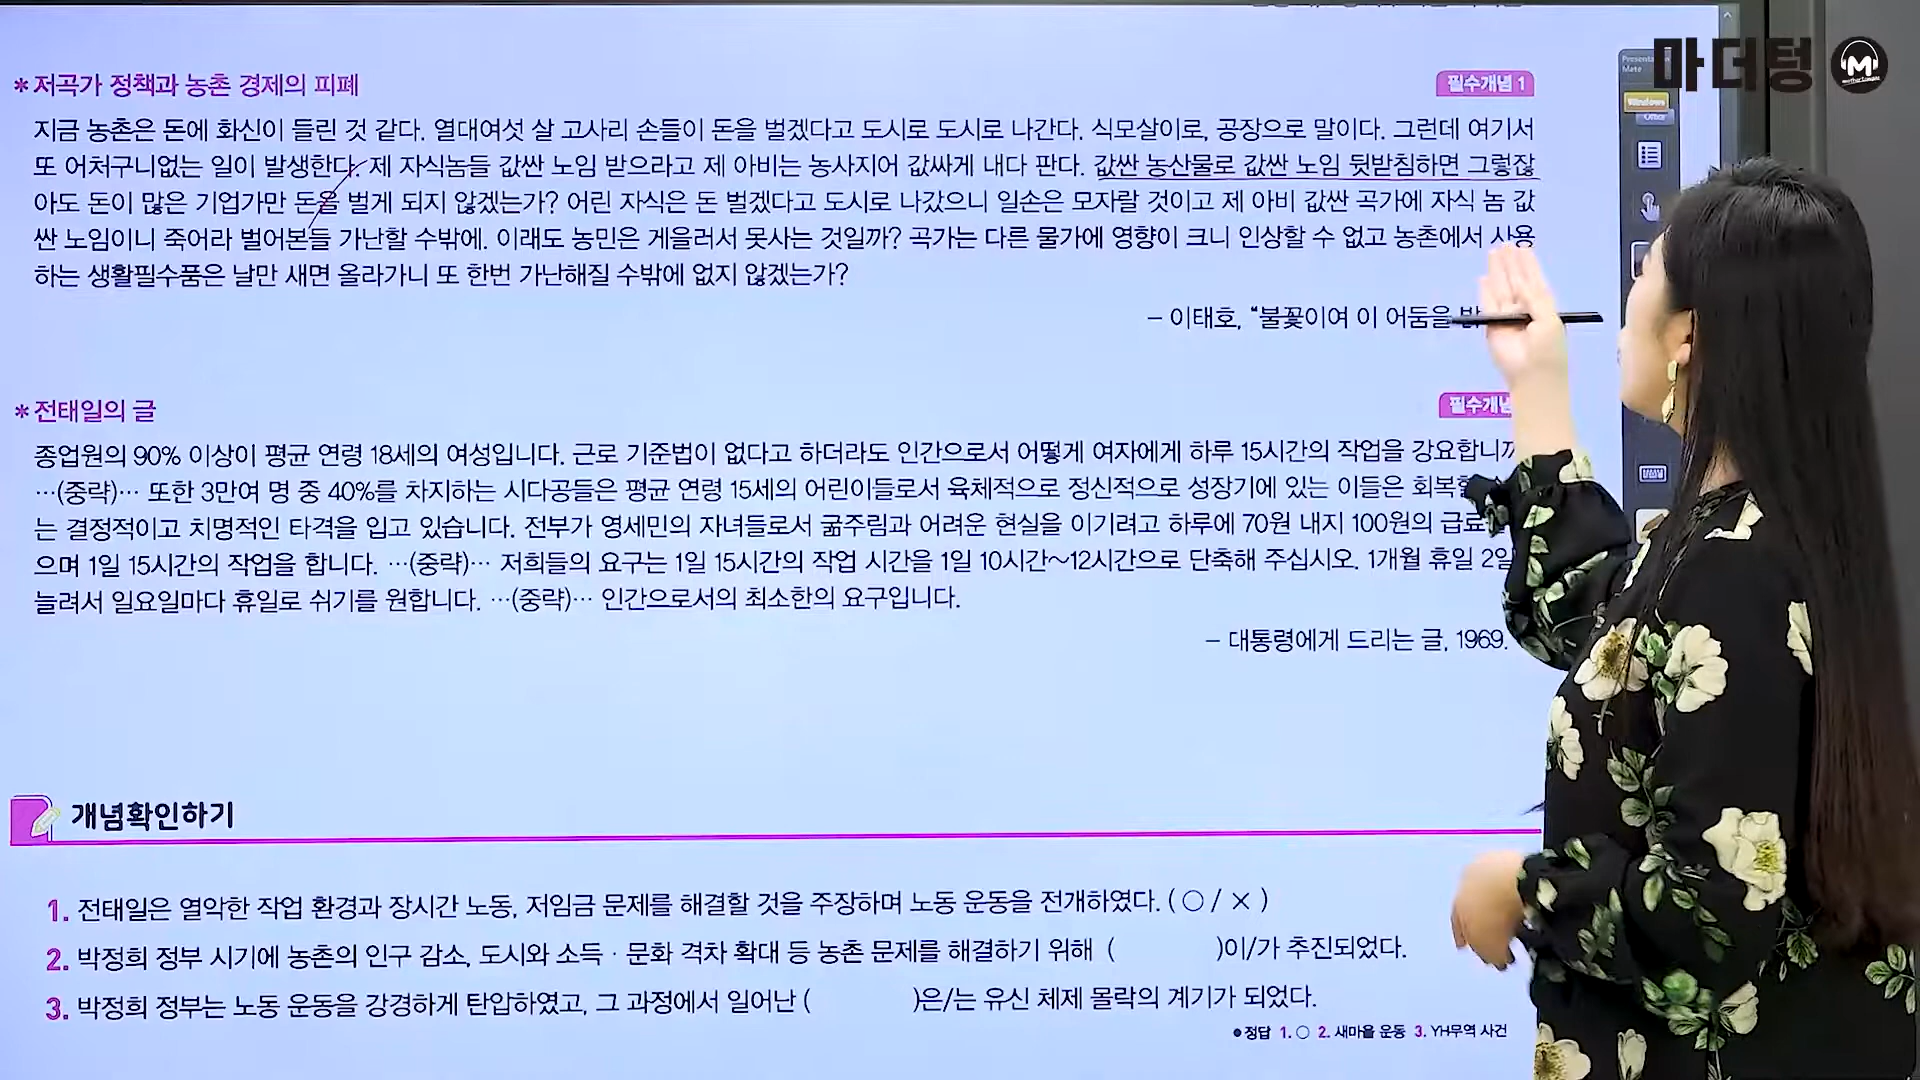 마더텅
* 저곡가 정책과 농촌 경제의 피폐
필수개념 1
지금 농촌은 돈에 화신이 들린 것 같다. 열대여섯 살 고사리 손들이 돈을 벌겠다고 도시로 도시로 나간다. 식모살이로, 공장으로 말이다. 그런데 여기서
또 어처구니없는 일이 발생한다. 제 자식놈들 값싼 노임 받으라고 제 아비는 농사지어 값싸게 내다 판다. 값싼 농산물로 값싼 노임 뒷받침하면 그렇잖
아도 돈이 많은 기업가만 돈을 벌게 되지 않겠는가? 어린 자식은 돈 벌겠다고 도시로 나갔으니 일손은 모자랄 것이고 제 아비 값싼 곡가에 자식 놈 값
싼 노임이니 죽어라 벌어본들 가난할 수밖에. 이래도 농민은 게을러서 못사는 것일까? 곡가는 다른 물가에 영향이 크니 인상할 수 없고 농촌에서 사용
하는 생활필수품은 날만 새면 올라가니 또 한번 가난해질 수밖에 없지 않겠는가?
– 이태호, “불꽃이여 이 어둠을
* 전태일의 글
필수개념
종업원의 90% 이상이 평균 연령 18세의 여성입니다. 근로 기준법이 없다고 하더라도 인간으로서 어떻게 여자에게 하루 15시간의 작업을 강요합니까
…(중략)… 또한 3만여 명 중 40%를 차지하는 시다공들은 평균 연령 15세의 어린이들로서 육체적으로 정신적으로 성장기에 있는 이들은 회복할
는 결정적이고 치명적인 타격을 입고 있습니다. 전부가 영세민의 자녀들로서 굶주림과 어려운 현실을 이기려고 하루에 70원 내지 100원의 급료
으며 1일 15시간의 작업을 합니다. …(중략)… 저희들의 요구는 1일 15시간의 작업 시간을 1일 10시간~12시간으로 단축해 주십시오. 1개월 휴일 2일
늘려서 일요일마다 휴일로 쉬기를 원합니다. …(중략)… 인간으로서의 최소한의 요구입니다.
– 대통령에게 드리는 글, 1969.
개념확인하기
1. 전태일은 열악한 작업 환경과 장시간 노동, 저임금 문제를 해결할 것을 주장하며 노동 운동을 전개하였다. ( ○ / × )
2. 박정희 정부 시기에 농촌의 인구 감소, 도시와 소득 · 문화 격차 확대 등 농촌 문제를 해결하기 위해 (          )이/가 추진되었다.
3. 박정희 정부는 노동 운동을 강경하게 탄압하였고, 그 과정에서 일어난 (          )은/는 유신 체제 몰락의 계기가 되었다.
●정답 1. ○ 2. 새마을 운동 3. YH무역 사건